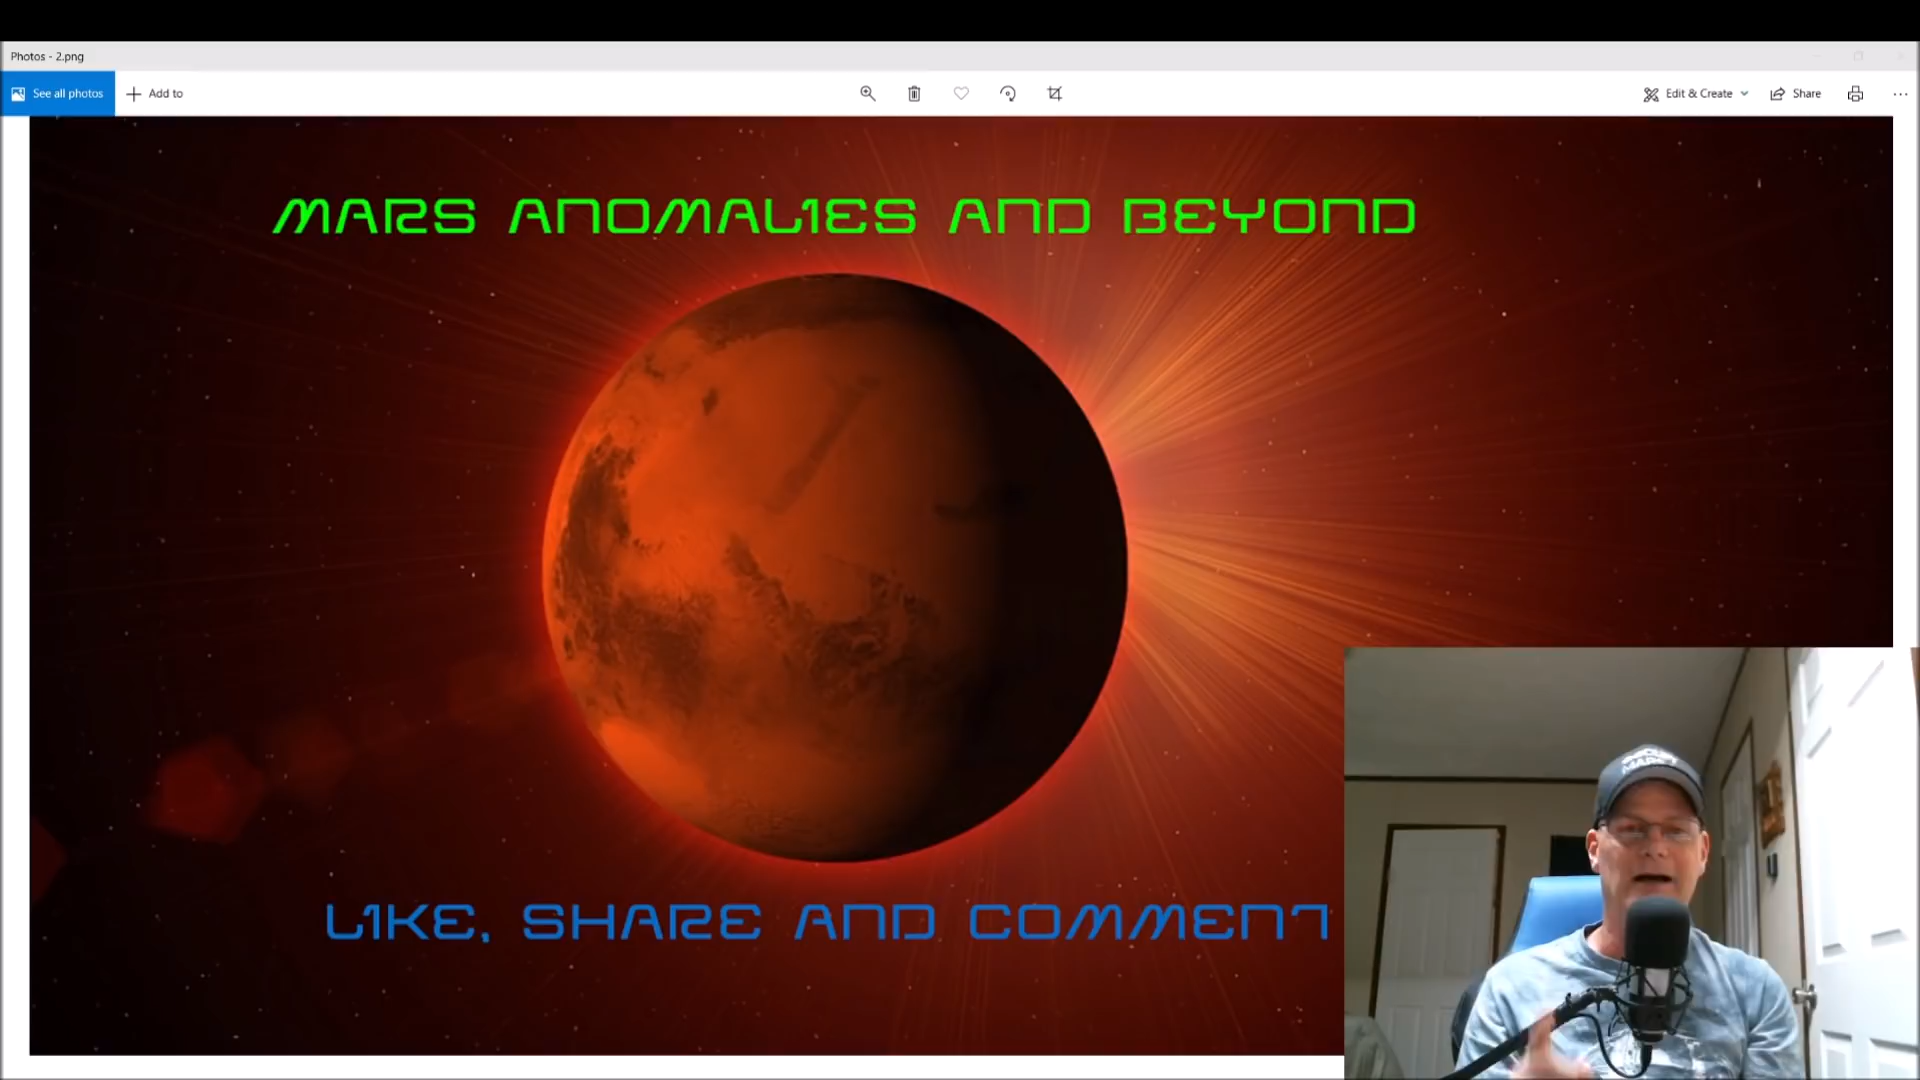 Photos - 2.png
See all photos
Add to
Edit & Create
Share
MARS ANOMALIES AND BEYOND
LIKE, SHARE AND COMMENT